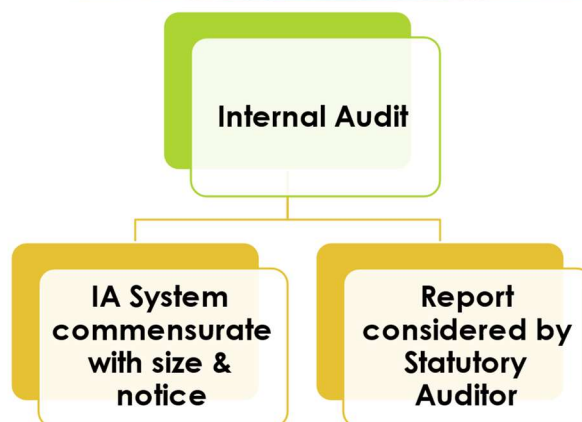 Internal Audit
IA System
commensurate
with size &
notice
Report
considered by
Statutory
Auditor